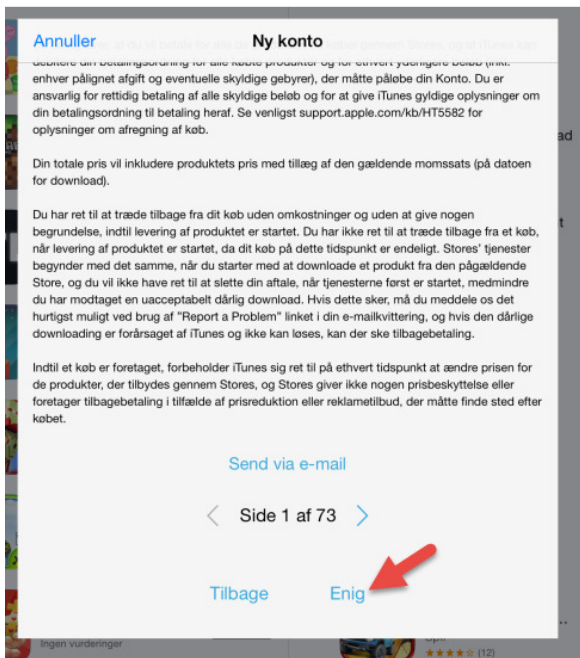 Annuller
Ny konto
debitere din betalingsordning for alle købte produkter og for ethvert yderligere beløb (inkl.
enhver pålignet afgift og eventuelle skyldige gebyrer), der måtte påløbe din Konto. Du er
ansvarlig for rettidig betaling af alle skyldige beløb og for at give iTunes gyldige oplysninger om
din betalingsordning til betaling heraf. Se venligst support.apple.com/kb/HT5582 for
oplysninger om afregning af køb.
Din totale pris vil inkludere produktets pris med tillæg af den gældende momssats (på datoen
for download).
Du har ret til at træde tilbage fra dit køb uden omkostninger og uden at give nogen
begrundelse, indtil levering af produktet er startet. Du har ikke ret til at træde tilbage fra et køb,
når levering af produktet er startet, da dit køb på dette tidspunkt er endeligt. Stores' tjenester
begynder med det samme, når du starter med at downloade et produkt fra den pågældende
Store, og du vil ikke have ret til at slette din aftale, når tjenesterne først er startet, medmindre
du har modtaget en uacceptabelt dårlig download. Hvis dette sker, må du meddele os det
hurtigst muligt ved brug af "Report a Problem" linket i din e-mailkvittering, og hvis den dårlige
downloading er forårsaget af iTunes og ikke kan løses, kan der ske tilbagebetaling.
Indtil et køb er foretaget, forbeholder iTunes sig ret til på ethvert tidspunkt at ændre prisen for
de produkter, der tilbydes gennem Stores, og Stores giver ikke nogen prisbeskyttelse eller
foretager tilbagebetaling i tilfælde af prisreduktion eller reklametilbud, der måtte finde sted efter
købet.
Send via e-mail
Side 1 af 73
Tilbage
Enig
Ingen vurderinger
(12)